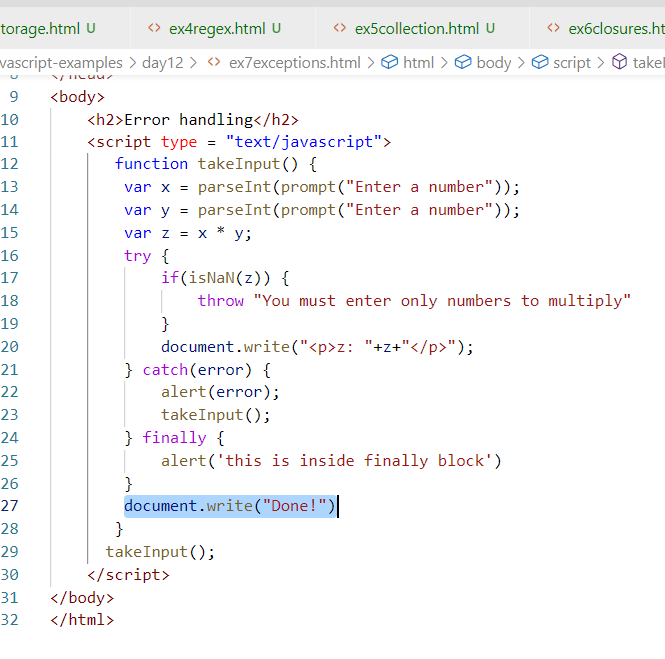 torage.html U <> ex4regex.html U <> ex5collection.html U <> ex6closures.ht
vascript-examples > day12 > <> ex7exceptions.html > html > body > script > takeI
8 </head>
9 <body>
10 <h2>Error handling</h2>
11 <script type = "text/javascript">
12 function takeInput() {
13 var x = parseInt(prompt("Enter a number"));
14 var y = parseInt(prompt("Enter a number"));
15 var z = x * y;
16 try {
17 if(isNaN(z)) {
18 throw "You must enter only numbers to multiply"
19 }
20 document.write("<p>z: "+z+"</p>");
21 } catch(error) {
22 alert(error);
23 takeInput();
24 } finally {
25 alert('this is inside finally block')
26 }
27 document.write("Done!")
28 }
29 takeInput();
30 </script>
31 </body>
32 </html>